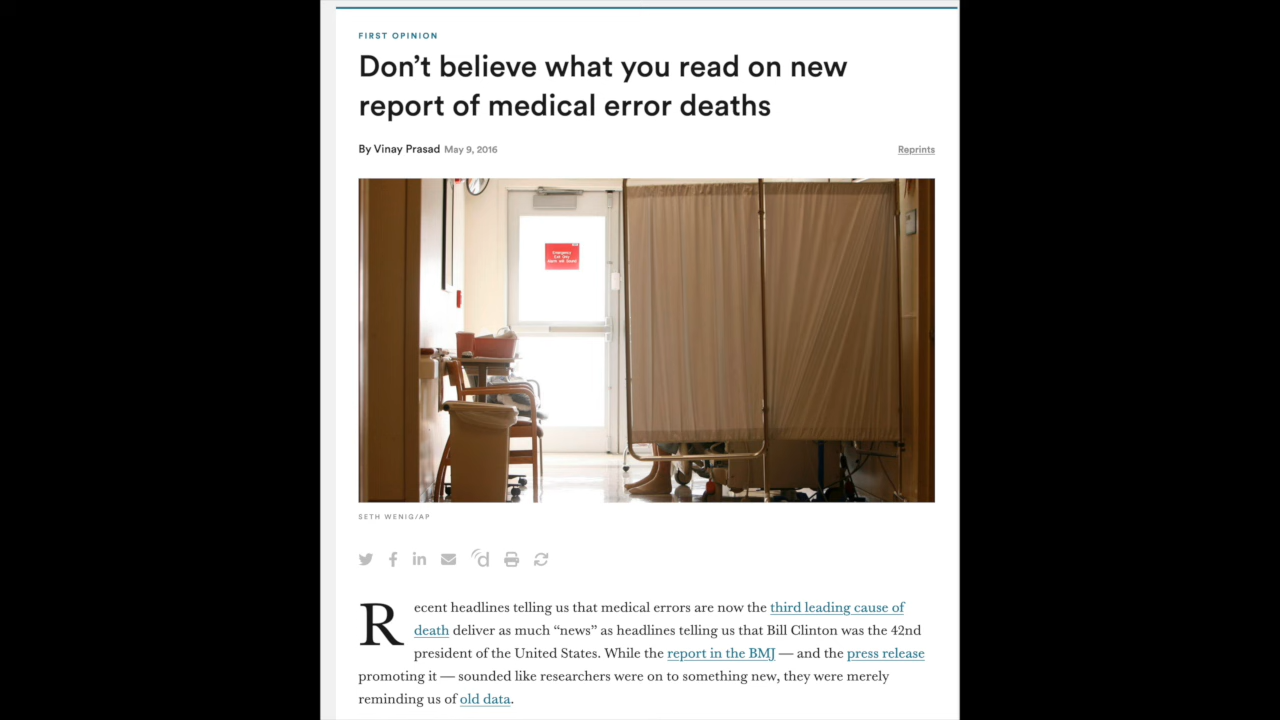 FIRST OPINION
Don’t believe what you read on new
report of medical error deaths
By Vinay Prasad May 9, 2016
Reprints
Emergency
SETH WENIG/AP
Recent headlines telling us that medical errors are now the third leading cause of
death deliver as much “news” as headlines telling us that Bill Clinton was the 42nd
president of the United States. While the report in the BMJ — and the press release
promoting it — sounded like researchers were on to something new, they were merely
reminding us of old data.